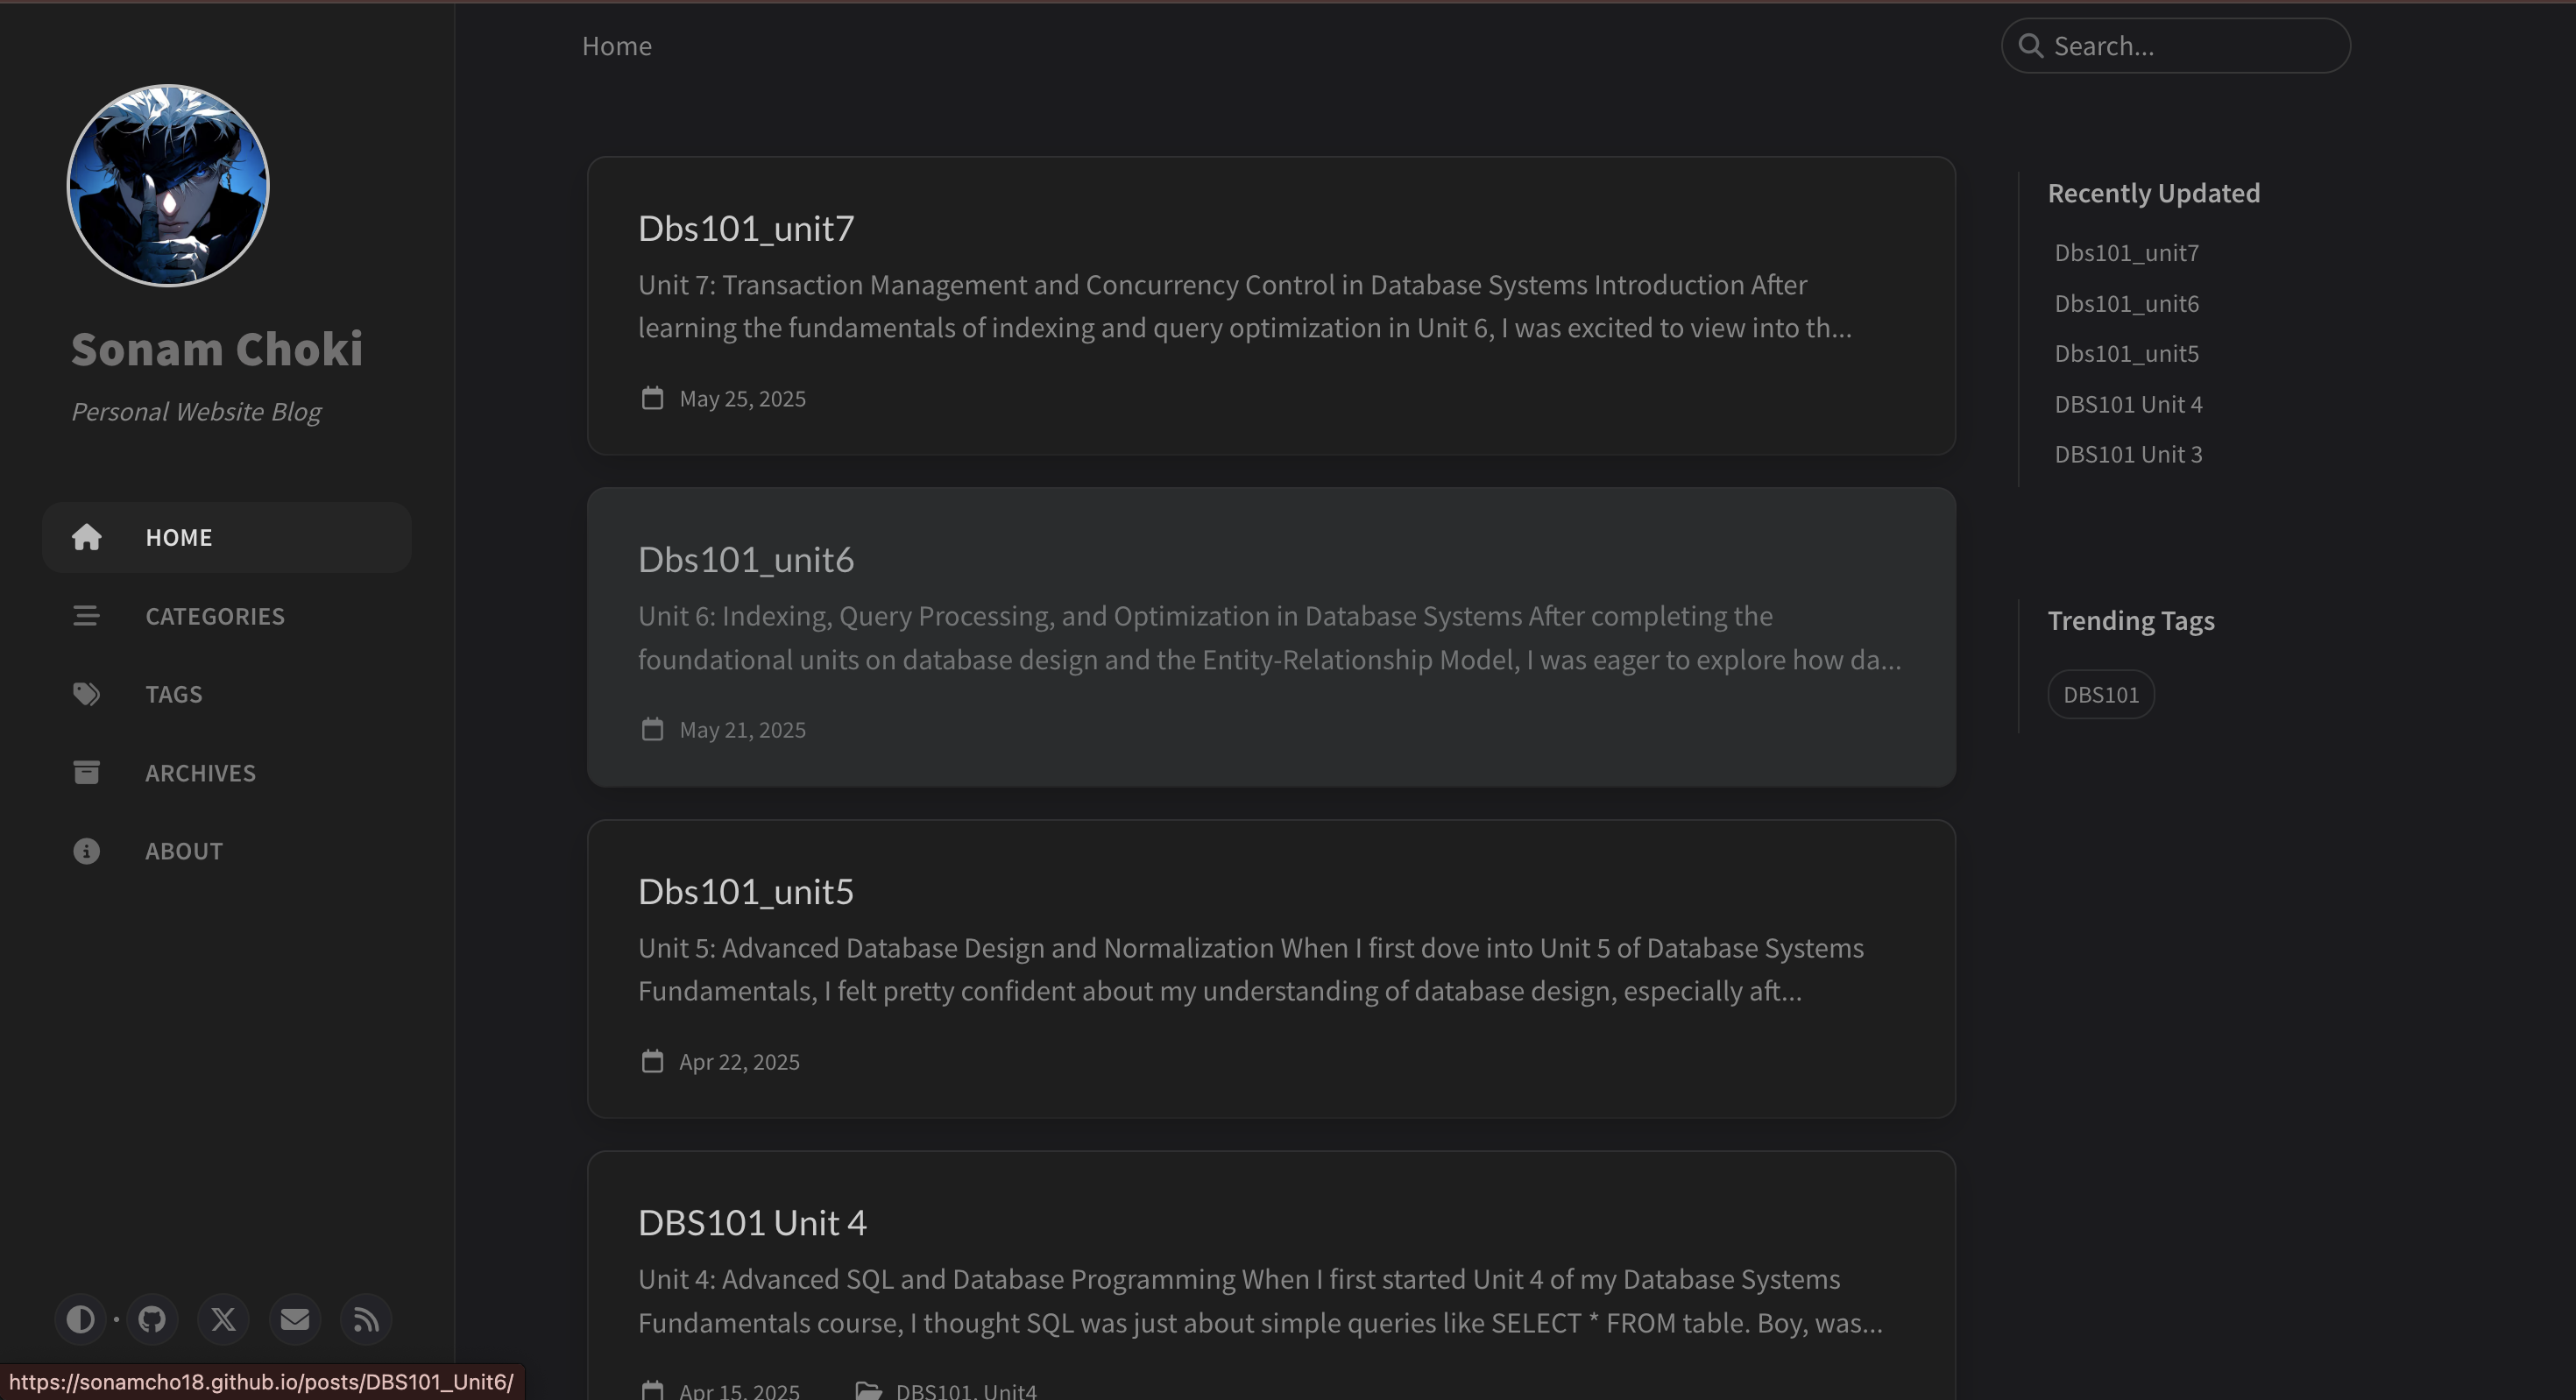 Sonam Choki
Personal Website Blog
HOME
CATEGORIES
TAGS
ARCHIVES
ABOUT
https://sonamcho18.github.io/posts/DBS101_Unit6/
Home
Search...
Dbs101_unit7
Unit 7: Transaction Management and Concurrency Control in Database Systems Introduction After
learning the fundamentals of indexing and query optimization in Unit 6, I was excited to view into th...
May 25, 2025
Dbs101_unit6
Unit 6: Indexing, Query Processing, and Optimization in Database Systems After completing the
foundational units on database design and the Entity-Relationship Model, I was eager to explore how da...
May 21, 2025
Dbs101_unit5
Unit 5: Advanced Database Design and Normalization When I first dove into Unit 5 of Database Systems
Fundamentals, I felt pretty confident about my understanding of database design, especially aft...
Apr 22, 2025
DBS101 Unit 4
Unit 4: Advanced SQL and Database Programming When I first started Unit 4 of my Database Systems
Fundamentals course, I thought SQL was just about simple queries like SELECT * FROM table. Boy, was...
Apr 15, 2025 DBS101, Unit4
Recently Updated
Dbs101_unit7
Dbs101_unit6
Dbs101_unit5
DBS101 Unit 4
DBS101 Unit 3
Trending Tags
DBS101